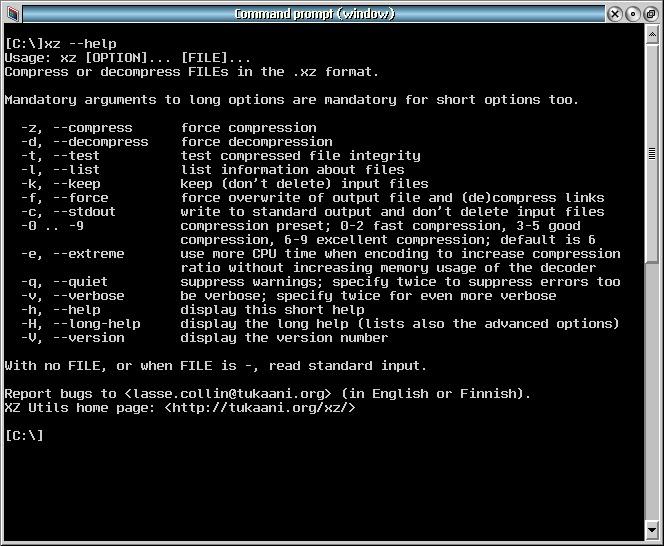 Command prompt (window)
[C:\]xz --help
Usage: xz [OPTION]... [FILE]...
Compress or decompress FILEs in the .xz format.
Mandatory arguments to long options are mandatory for short options too.
-z, --compress force compression
-d, --decompress force decompression
-t, --test test compressed file integrity
-l, --list list information about files
-k, --keep keep (don't delete) input files
-f, --force force overwrite of output file and (de)compress links
-c, --stdout write to standard output and don't delete input files
-0 .. -9 compression preset; 0-2 fast compression, 3-5 good
compression, 6-9 excellent compression; default is 6
-e, --extreme use more CPU time when encoding to increase compression
ratio without increasing memory usage of the decoder
-q, --quiet suppress warnings; specify twice to suppress errors too
-v, --verbose be verbose; specify twice for even more verbose
-h, --help display this short help
-H, --long-help display the long help (lists also the advanced options)
-V, --version display the version number
With no FILE, or when FILE is -, read standard input.
Report bugs to <lasse.collin@tukaani.org> (in English or Finnish).
XZ Utils home page: <http://tukaani.org/xz/>
[C:\]